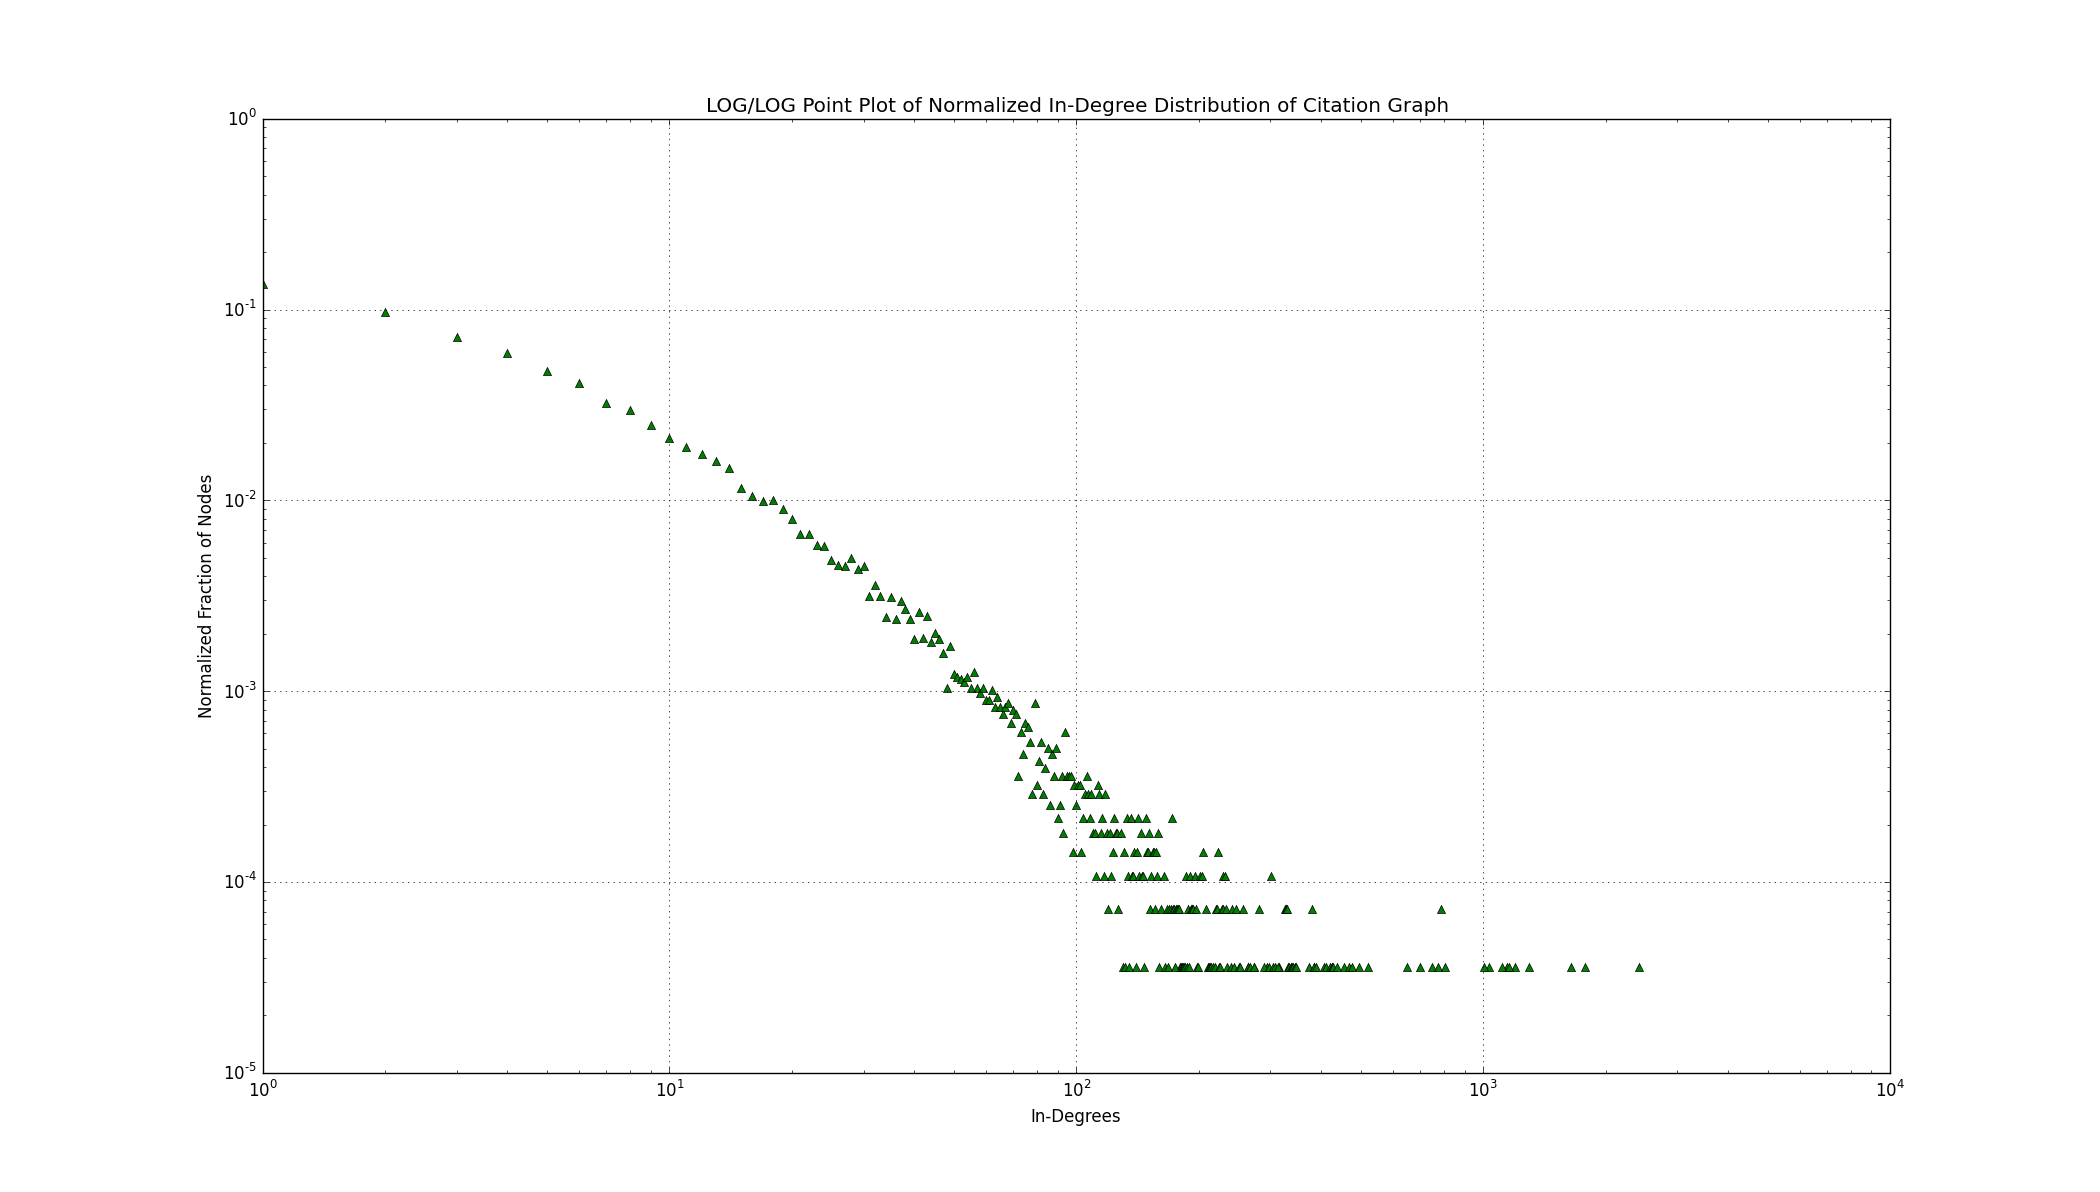 LOG/LOG Point Plot of Normalized In-Degree Distribution of Citation Graph
10^0
10^-1
10^-2
10^-3
10^-4
10^-5
Normalized Fraction of Nodes
10^0 10^1 10^2 10^3 10^4
In-Degrees